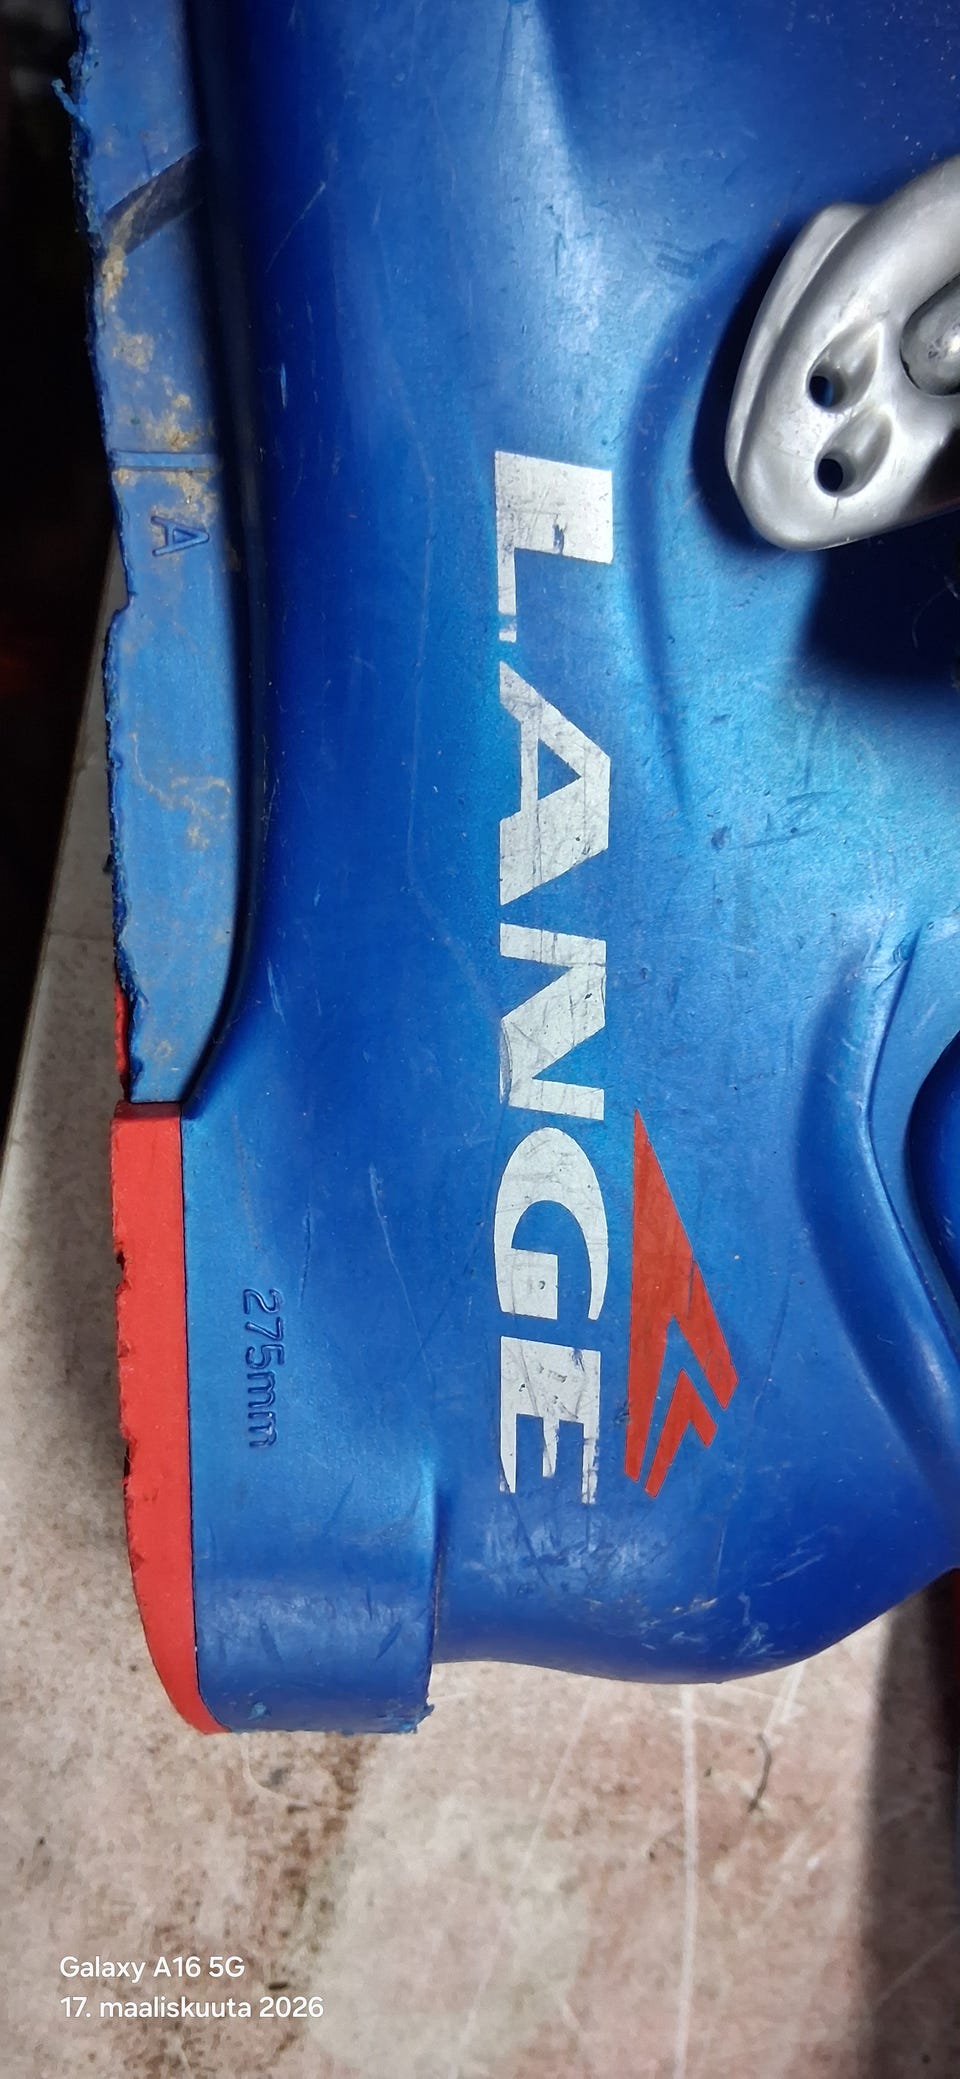 A
LANGE
275mm
Galaxy A16 5G
17. maaliskuuta 2026